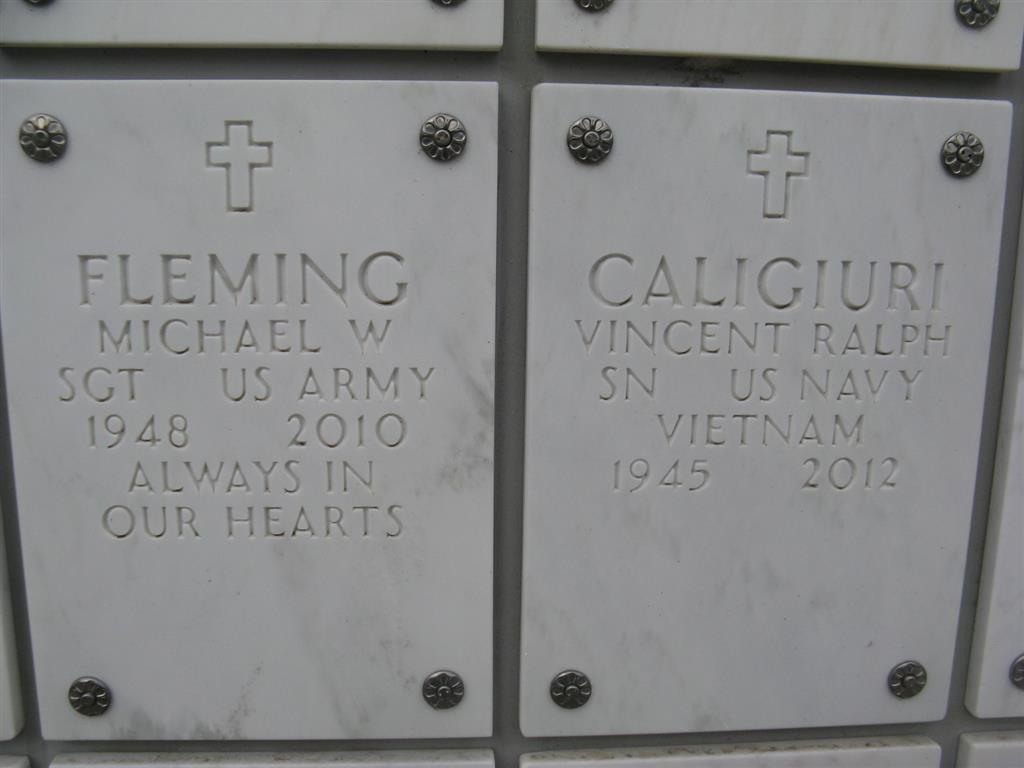 FLEMING
MICHAEL W
SGT US ARMY
1948 2010
ALWAYS IN
OUR HEARTS
CALIGIURI
VINCENT RALPH
SN US NAVY
VIETNAM
1945 2012